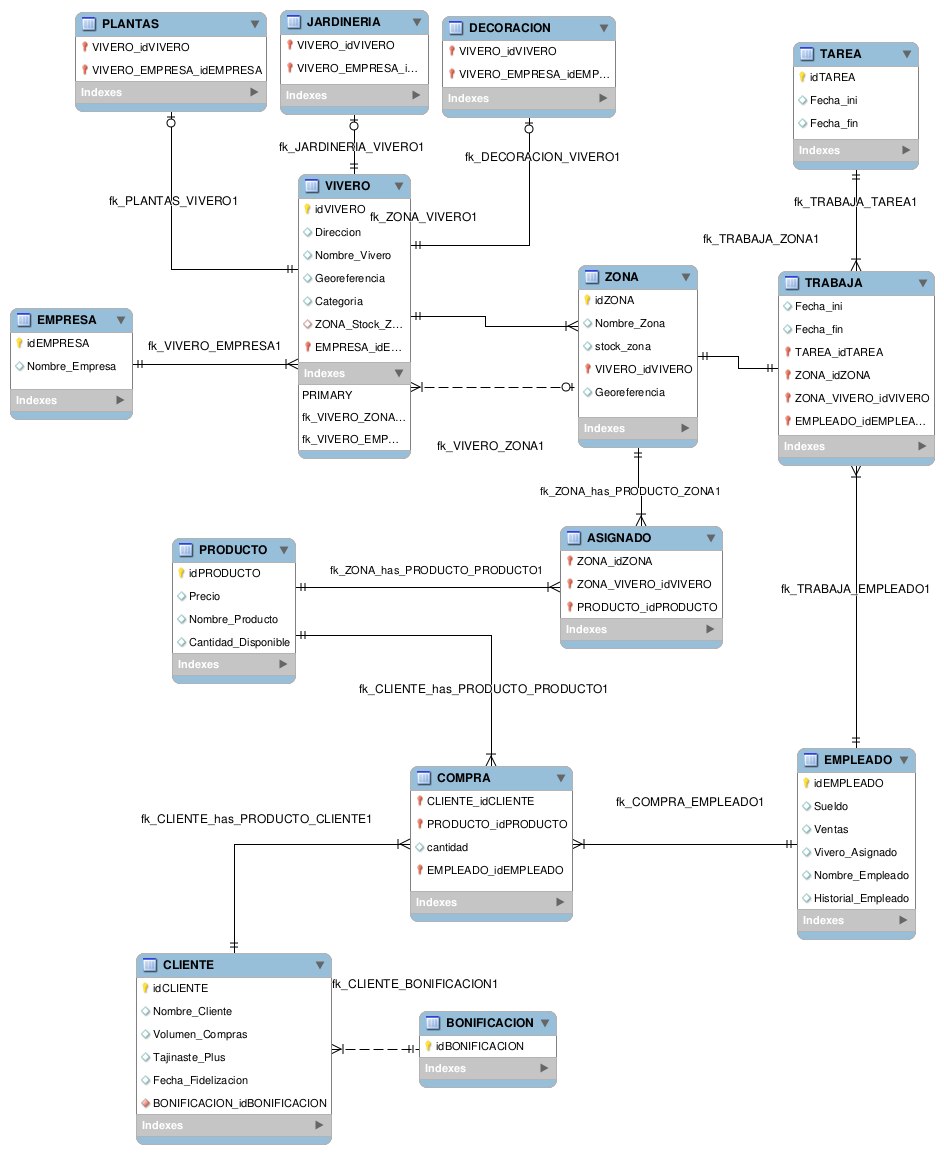 PLANTAS
VIVERO_idVIVERO
VIVERO_EMPRESA_idEMPRESA
Indexes
JARDINERIA
VIVERO_idVIVERO
VIVERO_EMPRESA_i...
Indexes
DECORACION
VIVERO_idVIVERO
VIVERO_EMPRESA_idEMP...
Indexes
TAREA
idTAREA
Fecha_ini
Fecha_fin
Indexes
fk_JARDINERIA_VIVERO1
fk_DECORACION_VIVERO1
fk_PLANTAS_VIVERO1
fk_TRABAJA_TAREA1
VIVERO
idVIVERO
Direccion
Nombre_Vivero
Georeferencia
Categoria
ZONA_Stock_Z...
EMPRESA_idE...
Indexes
PRIMARY
fk_VIVERO_ZONA...
fk_VIVERO_EMP...
fk_ZONA_VIVERO1
fk_TRABAJA_ZONA1
ZONA
idZONA
Nombre_Zona
stock_zona
VIVERO_idVIVERO
Georeferencia
Indexes
TRABAJA
Fecha_ini
Fecha_fin
TAREA_idTAREA
ZONA_idZONA
ZONA_VIVERO_idVIVERO
EMPLEADO_idEMPLEA...
Indexes
EMPRESA
idEMPRESA
Nombre_Empresa
Indexes
fk_VIVERO_EMPRESA1
fk_VIVERO_ZONA1
fk_ZONA_has_PRODUCTO_ZONA1
PRODUCTO
idPRODUCTO
Precio
Nombre_Producto
Cantidad_Disponible
Indexes
fk_ZONA_has_PRODUCTO_PRODUCTO1
ASIGNADO
ZONA_idZONA
ZONA_VIVERO_idVIVERO
PRODUCTO_idPRODUCTO
Indexes
fk_TRABAJA_EMPLEADO1
fk_CLIENTE_has_PRODUCTO_PRODUCTO1
COMPRA
CLIENTE_idCLIENTE
PRODUCTO_idPRODUCTO
cantidad
EMPLEADO_idEMPLEADO
Indexes
fk_COMPRA_EMPLEADO1
EMPLEADO
idEMPLEADO
Sueldo
Ventas
Vivero_Asignado
Nombre_Empleado
Historial_Empleado
Indexes
fk_CLIENTE_has_PRODUCTO_CLIENTE1
CLIENTE
idCLIENTE
Nombre_Cliente
Volumen_Compras
Tajinaste_Plus
Fecha_Fidelizacion
BONIFICACION_idBONIFICACION
Indexes
fk_CLIENTE_BONIFICACION1
BONIFICACION
idBONIFICACION
Indexes